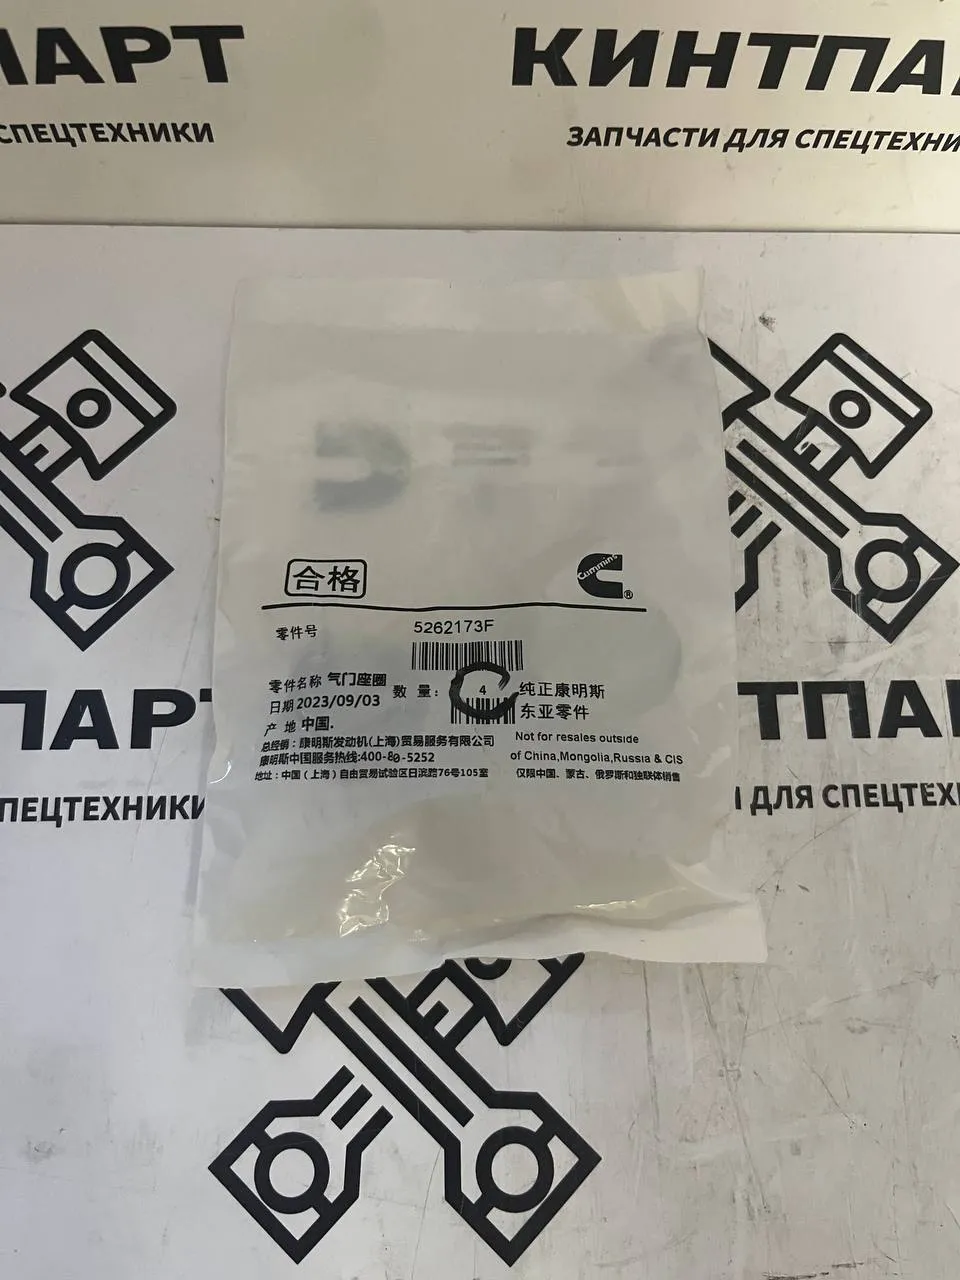 ПАРТ
КИНТПА
СПЕЦТЕХНИКИ
ЗАПЧАСТИ ДЛЯ СПЕЦТЕХНИ
合格
Cummins
®
零件号
5262173F
零件名称 气门座圈
数 量: 4
纯正康明斯
日期 2023/09/03
东亚零件
产 地 中国.
Not for resales outside
总经销: 康明斯发动机(上海)贸易服务有限公司
of China,Mongolia,Russia & CIS
康明斯中国服务热线:400-80-5252
仅限中国、蒙古、俄罗斯和独联体销售
地址: 中国(上海)自由贸易试验区日滨路76号105室
ПАРТ
ТПА
ПЕЦТЕХНИКИ
ДЛЯ СПЕЦТЕХ